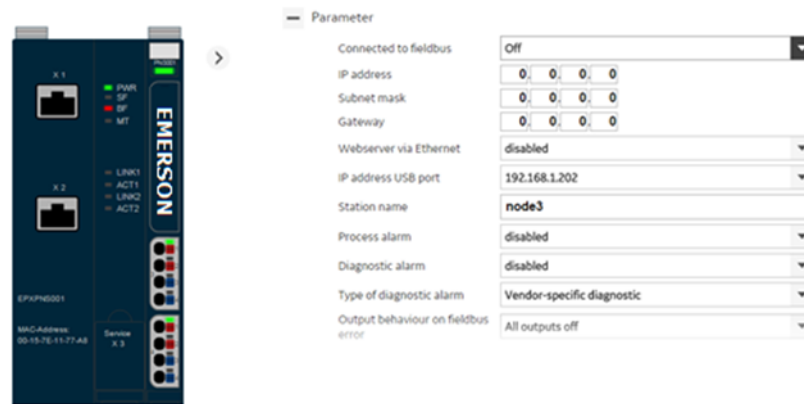 X 1
PWR
SF
BF
MT
LINK1
ACT1
X 2
LINK2
ACT2
PNS001
EMERSON
EPXPNS001
MAC-Address:
00-15-7E-11-77-A8
Service
X 3
Parameter
Connected to fieldbus Off
IP address 0. 0. 0. 0
Subnet mask 0. 0. 0. 0
Gateway 0. 0. 0. 0
Webserver via Ethernet disabled
IP address USB port 192.168.1.202
Station name node3
Process alarm disabled
Diagnostic alarm disabled
Type of diagnostic alarm Vendor-specific diagnostic
Output behaviour on fieldbus
error
All outputs off